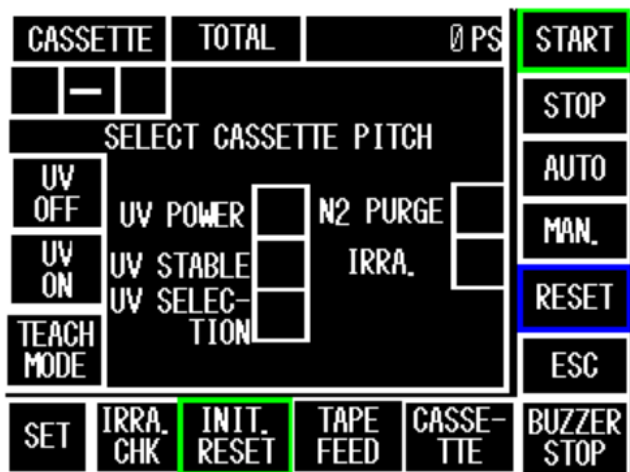 CASSETTE TOTAL 0 PS START
–
STOP
SELECT CASSETTE PITCH
AUTO
UV
OFF
UV POWER
N2 PURGE
MAN.
UV
ON
UV STABLE
IRRA.
UV SELEC-
TION
RESET
TEACH
MODE
ESC
SET
IRRA.
CHK
INIT.
RESET
TAPE
FEED
CASSE-
TTE
BUZZER
STOP